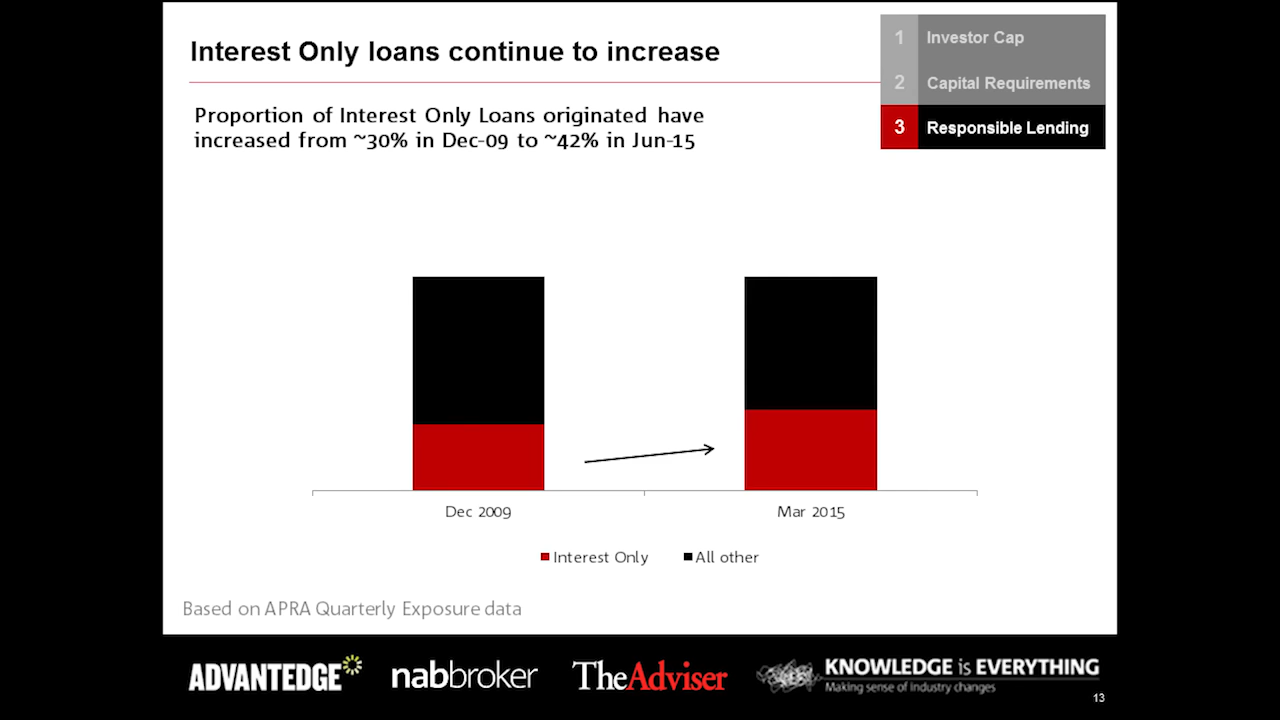 Interest Only loans continue to increase
1 Investor Cap
2 Capital Requirements
3 Responsible Lending
Proportion of Interest Only Loans originated have
increased from ~30% in Dec-09 to ~42% in Jun-15
Dec 2009
Mar 2015
Interest Only
All other
Based on APRA Quarterly Exposure data
ADVANTEDGE
nabbroker
TheAdviser
KNOWLEDGE is EVERYTHING
Making sense of industry changes
13